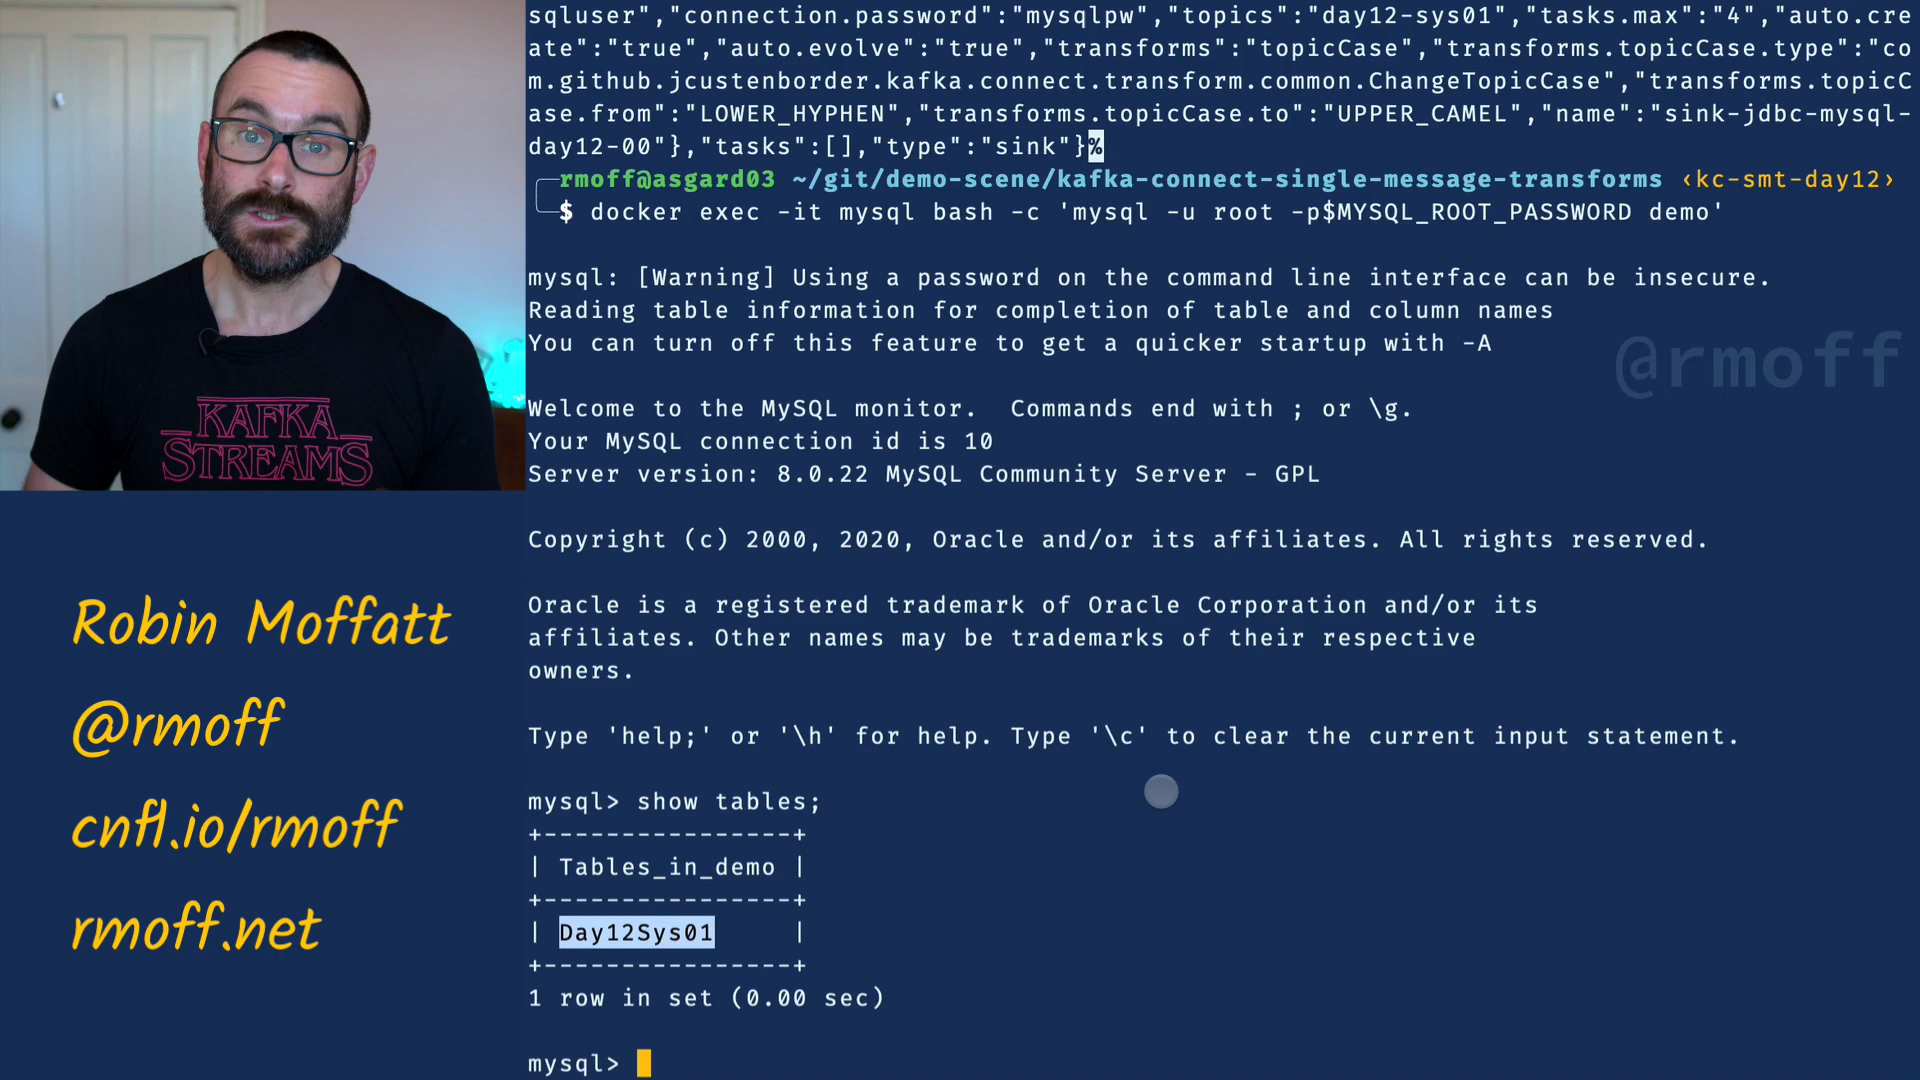 sqluser","connection.password":"mysqlpw","topics":"day12-sys01","tasks.max":"4","auto.cre
ate":"true","auto.evolve":"true","transforms":"topicCase","transforms.topicCase.type":"co
m.github.jcustenborder.kafka.connect.transform.common.ChangeTopicCase","transforms.topicC
ase.from":"LOWER_HYPHEN","transforms.topicCase.to":"UPPER_CAMEL","name":"sink-jdbc-mysql-
day12-00"},"tasks":[],"type":"sink"}%
rmoff@asgard03 ~/git/demo-scene/kafka-connect-single-message-transforms ‹kc-smt-day12›
$ docker exec -it mysql bash -c 'mysql -u root -p$MYSQL_ROOT_PASSWORD demo'
mysql: [Warning] Using a password on the command line interface can be insecure.
Reading table information for completion of table and column names
You can turn off this feature to get a quicker startup with -A
@rmoff
Welcome to the MySQL monitor.  Commands end with ; or \g.
Your MySQL connection id is 10
Server version: 8.0.22 MySQL Community Server - GPL
Copyright (c) 2000, 2020, Oracle and/or its affiliates. All rights reserved.
Oracle is a registered trademark of Oracle Corporation and/or its
affiliates. Other names may be trademarks of their respective
owners.
Type 'help;' or '\h' for help. Type '\c' to clear the current input statement.
mysql> show tables;
+----------------+
| Tables_in_demo |
+----------------+
| Day12Sys01     |
+----------------+
1 row in set (0.00 sec)
mysql>
KAFKA
STREAMS
Robin Moffatt
@rmoff
cnfl.io/rmoff
rmoff.net